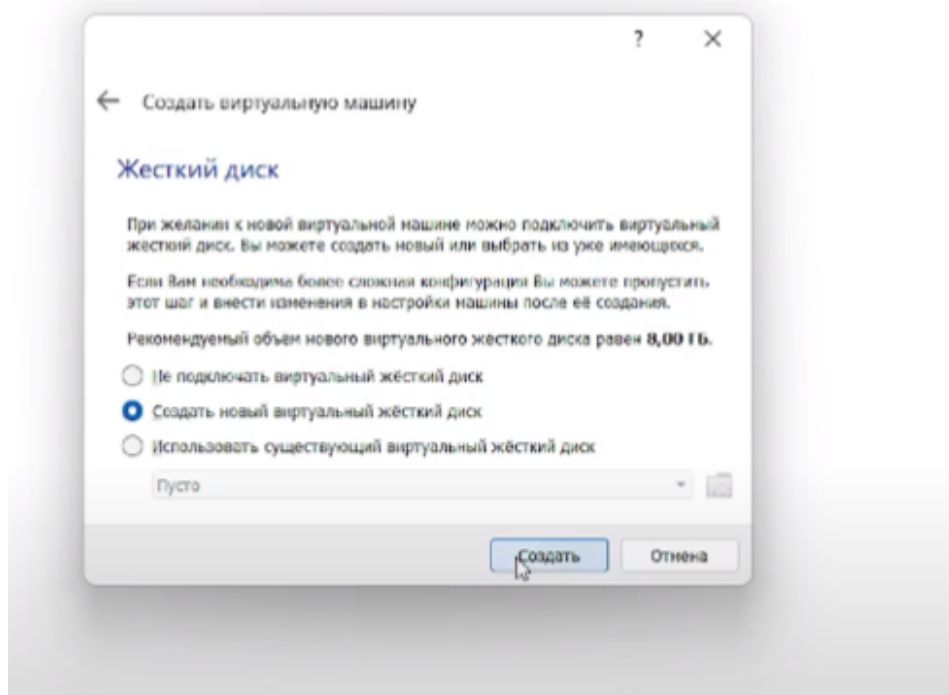 ?
Создать виртуальную машину
Жесткий диск
При желании к новой виртуальной машине можно подключить виртуальный
жесткий диск. Вы можете создать новый или выбрать из уже имеющихся.
Если Вам необходима более сложная конфигурация Вы можете пропустить
этот шаг и внести изменения в настройки машины после её создания.
Рекомендуемый объём нового виртуального жёсткого диска равен 8,00 ГБ.
Не подключать виртуальный жёсткий диск
Создать новый виртуальный жёсткий диск
Использовать существующий виртуальный жёсткий диск
Пусто
Создать Отмена